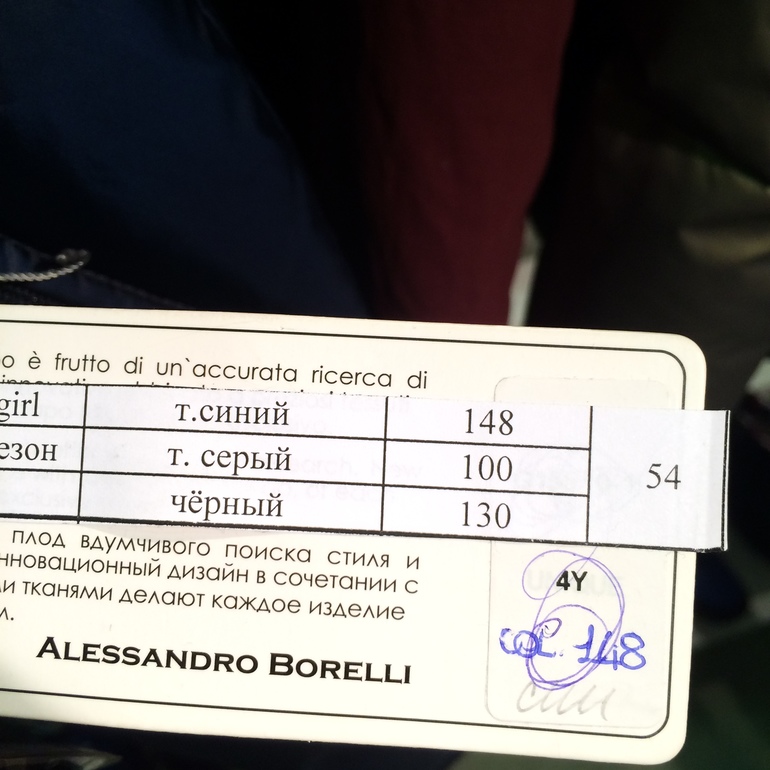 è frutto di un`accurata ricerca di
girl т.синий 148
т. серый 100
чёрный 130
54
плод вдумчивого поиска стиля и
нновационный дизайн в сочетании с
и тканями делают каждое изделие
ALESSANDRO BORELLI
4Y
COL. 148
син